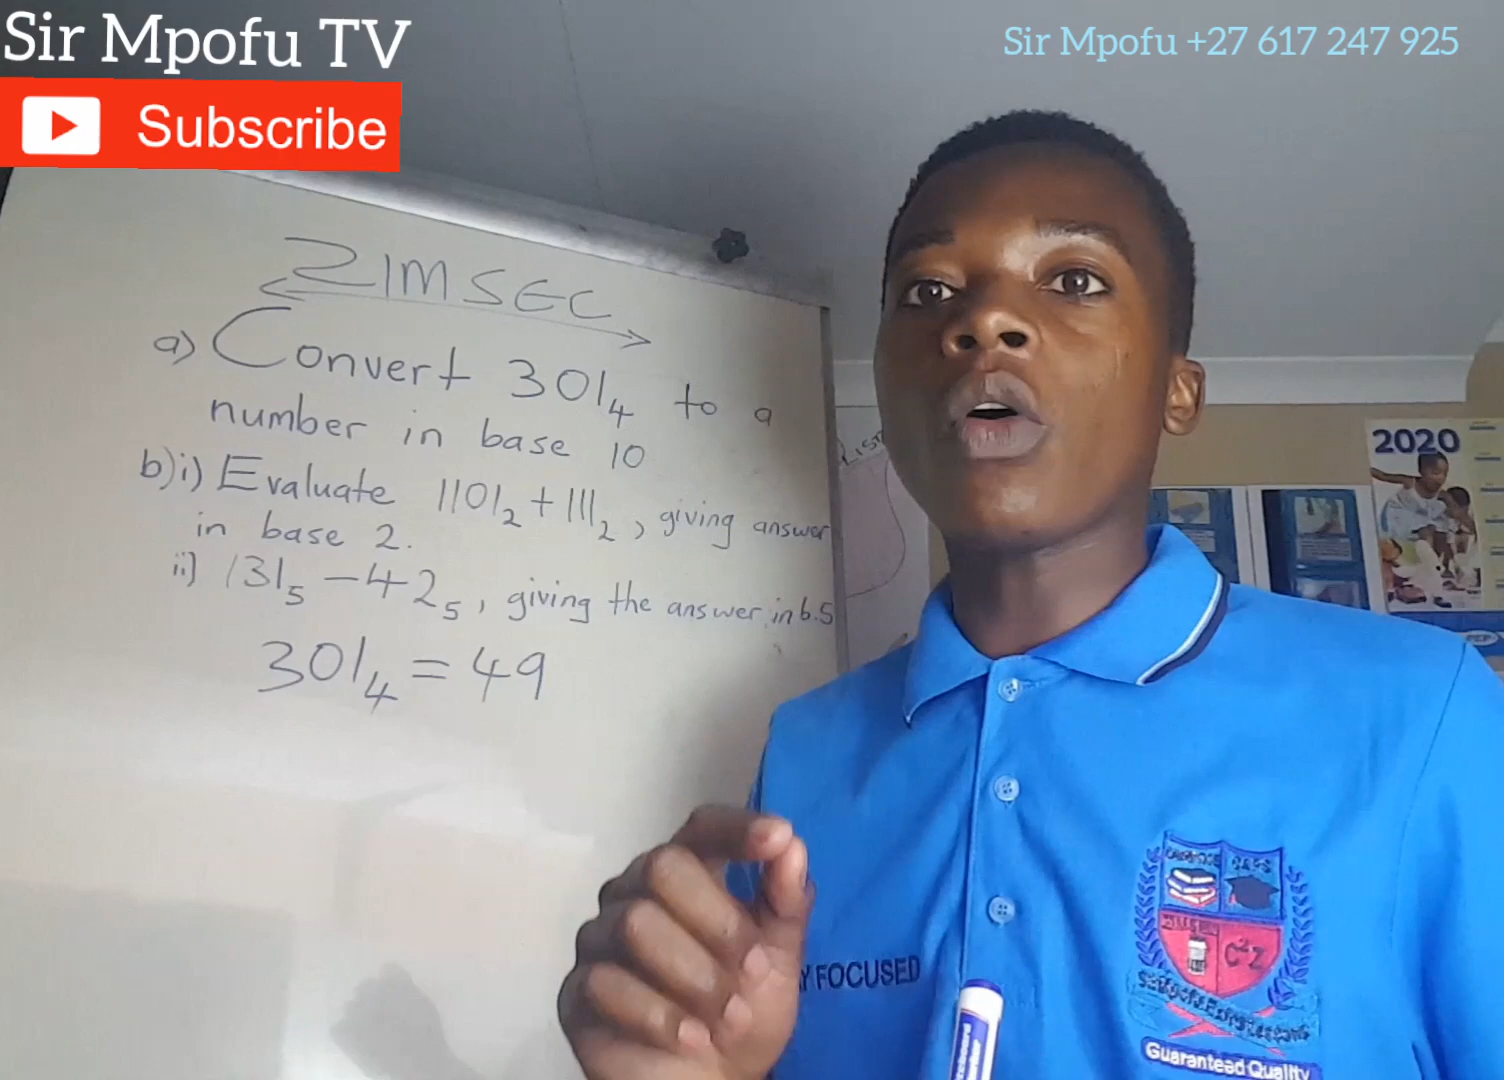 Sir Mpofu TV
Sir Mpofu +27 617 247 925
Subscribe
ZIMSEC
a) Convert 301₄ to a
number in base 10
b)i) Evaluate 1101₂ + 111₂, giving answer
in base 2.
ii) 131₅ − 42₅, giving the answer in b.5
301₄ = 49
2020
FOCUSED
C²Z
Guaranteed Quality